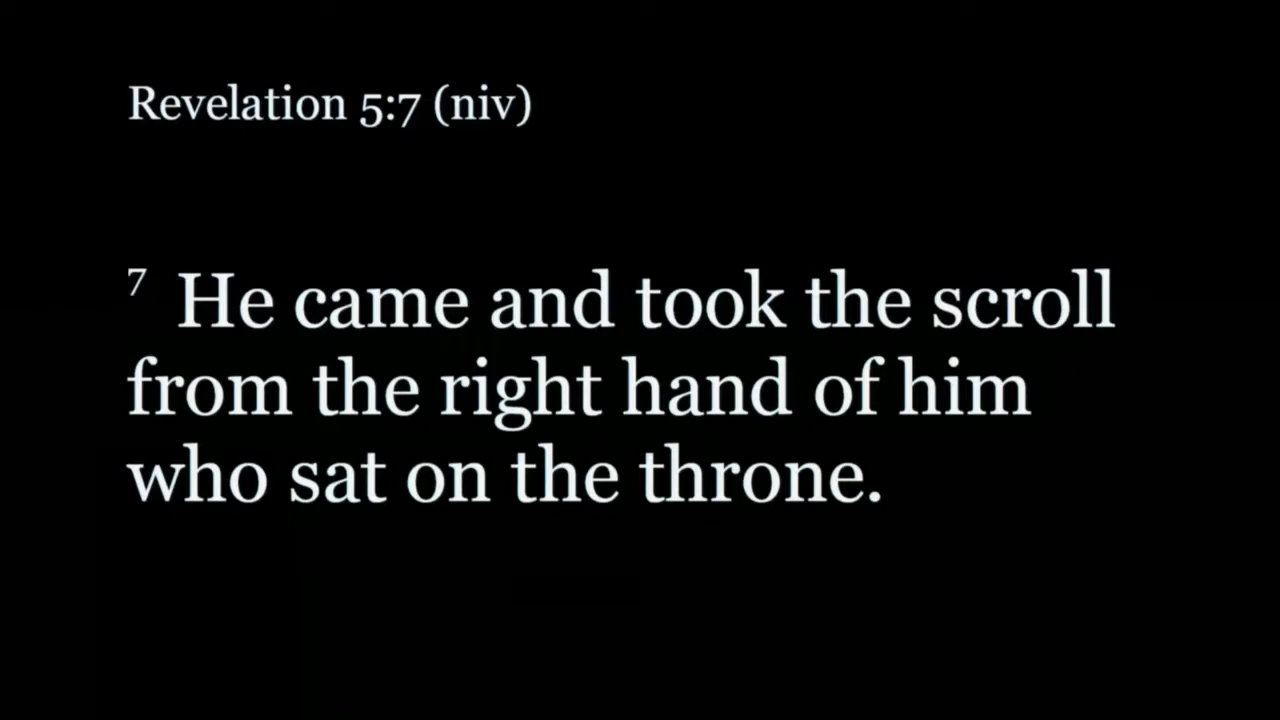 Revelation 5:7 (niv)
7 He came and took the scroll
from the right hand of him
who sat on the throne.